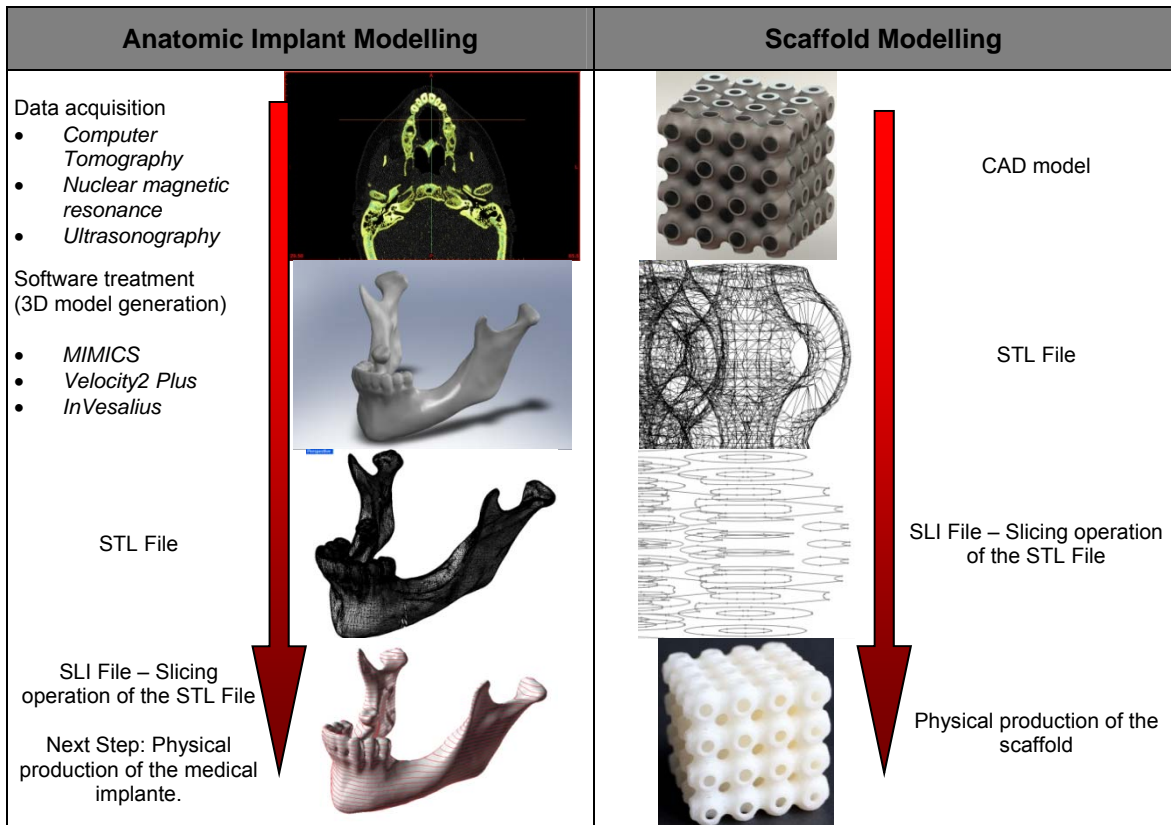 Anatomic Implant Modelling
Scaffold Modelling
Data acquisition
• Computer
Tomography
• Nuclear magnetic
resonance
• Ultrasonography
Software treatment
(3D model generation)
• MIMICS
• Velocity2 Plus
• InVesalius
Perspective
STL File
SLI File – Slicing
operation of the STL File
Next Step: Physical
production of the medical
implante.
CAD model
STL File
SLI File – Slicing operation
of the STL File
Physical production of the
scaffold